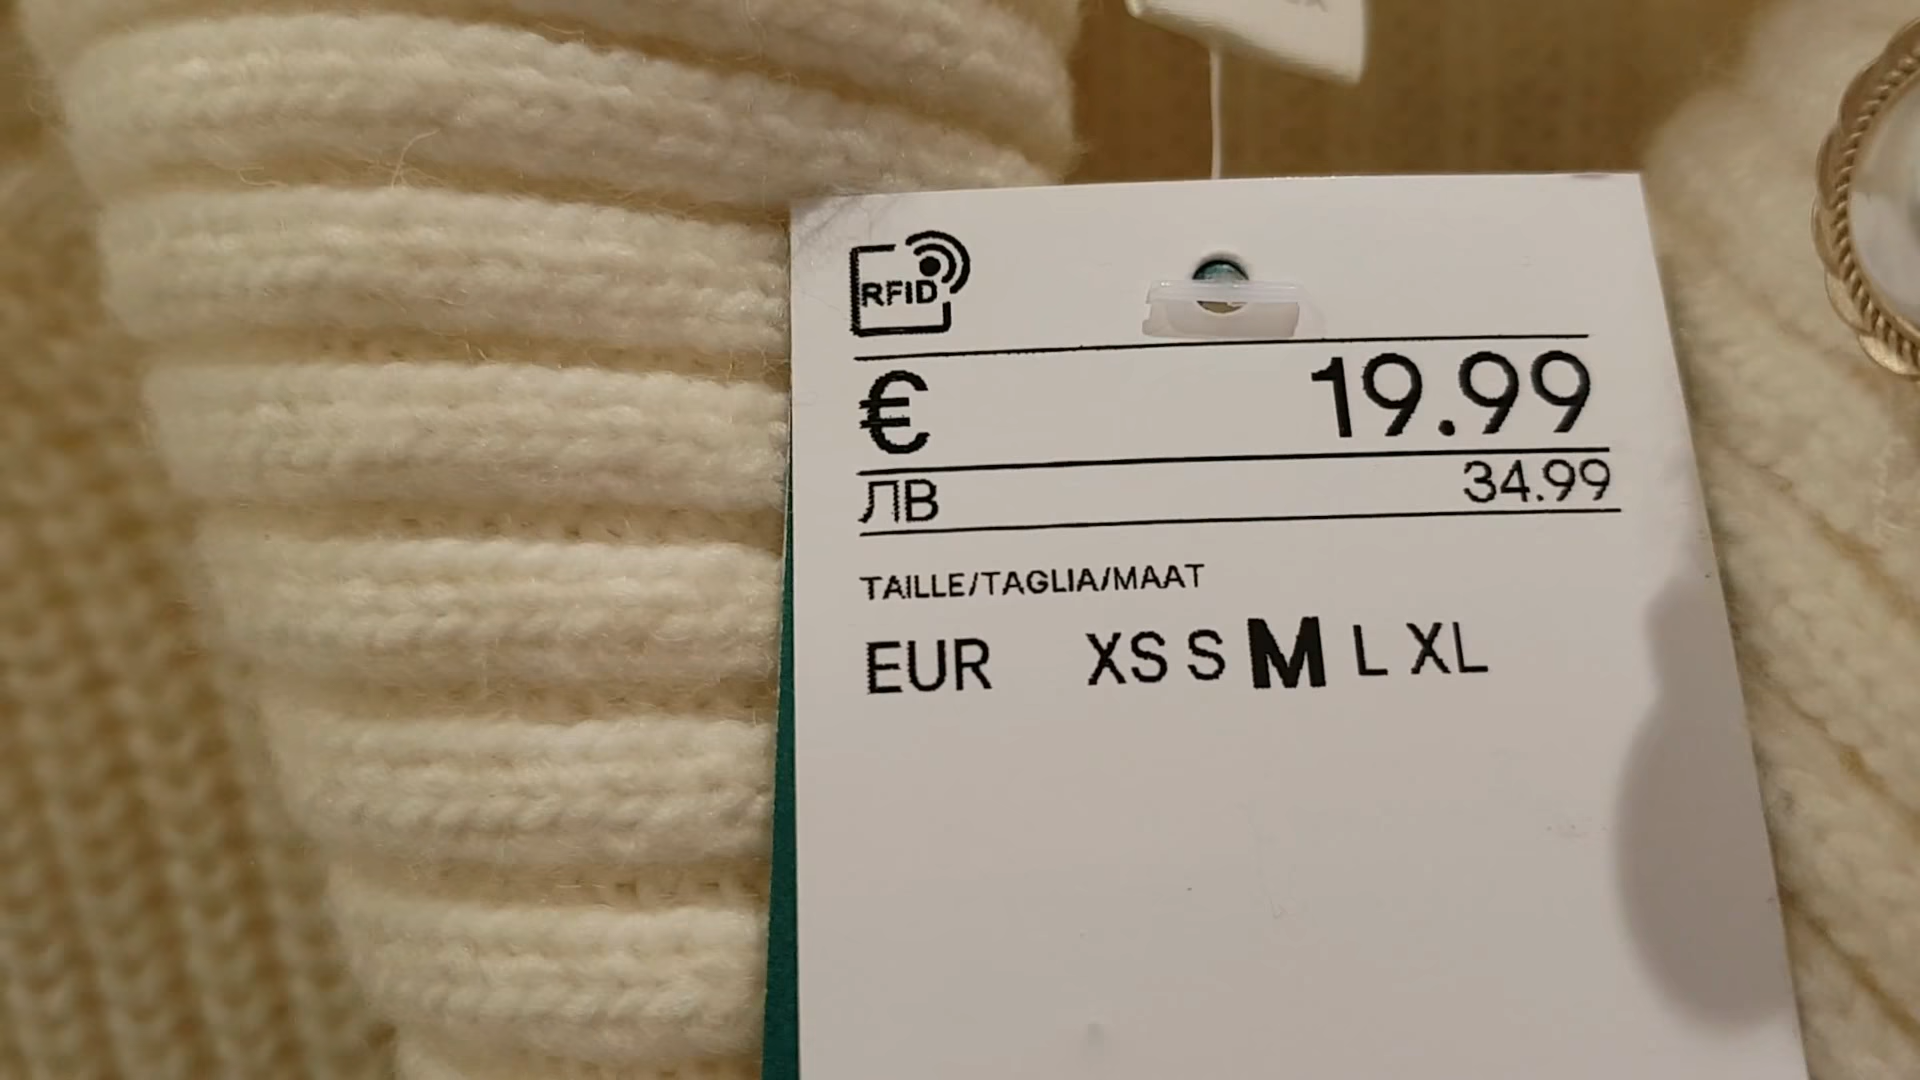 RFID
€ 19.99
ЛВ 34.99
TAILLE/TAGLIA/MAAT
EUR XS S M L XL